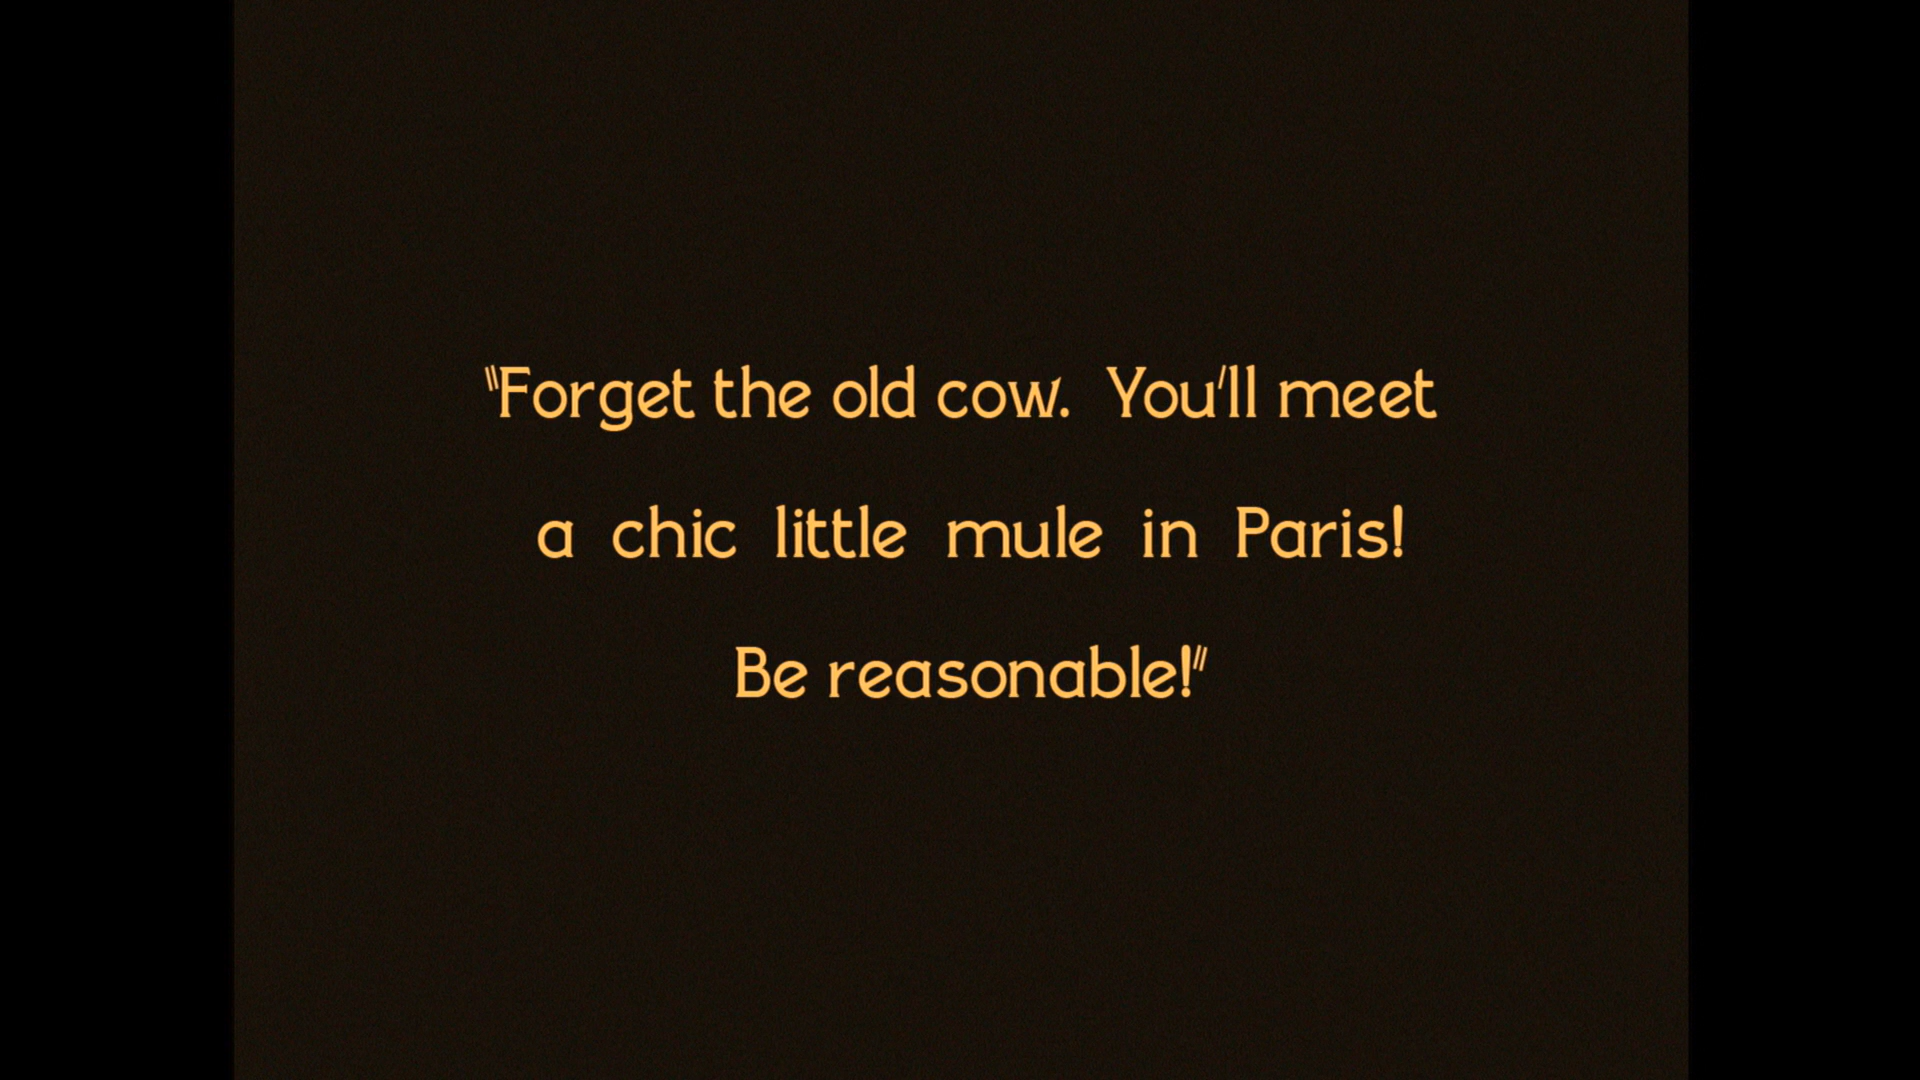 "Forget the old cow. You'll meet
a chic little mule in Paris!
Be reasonable!"